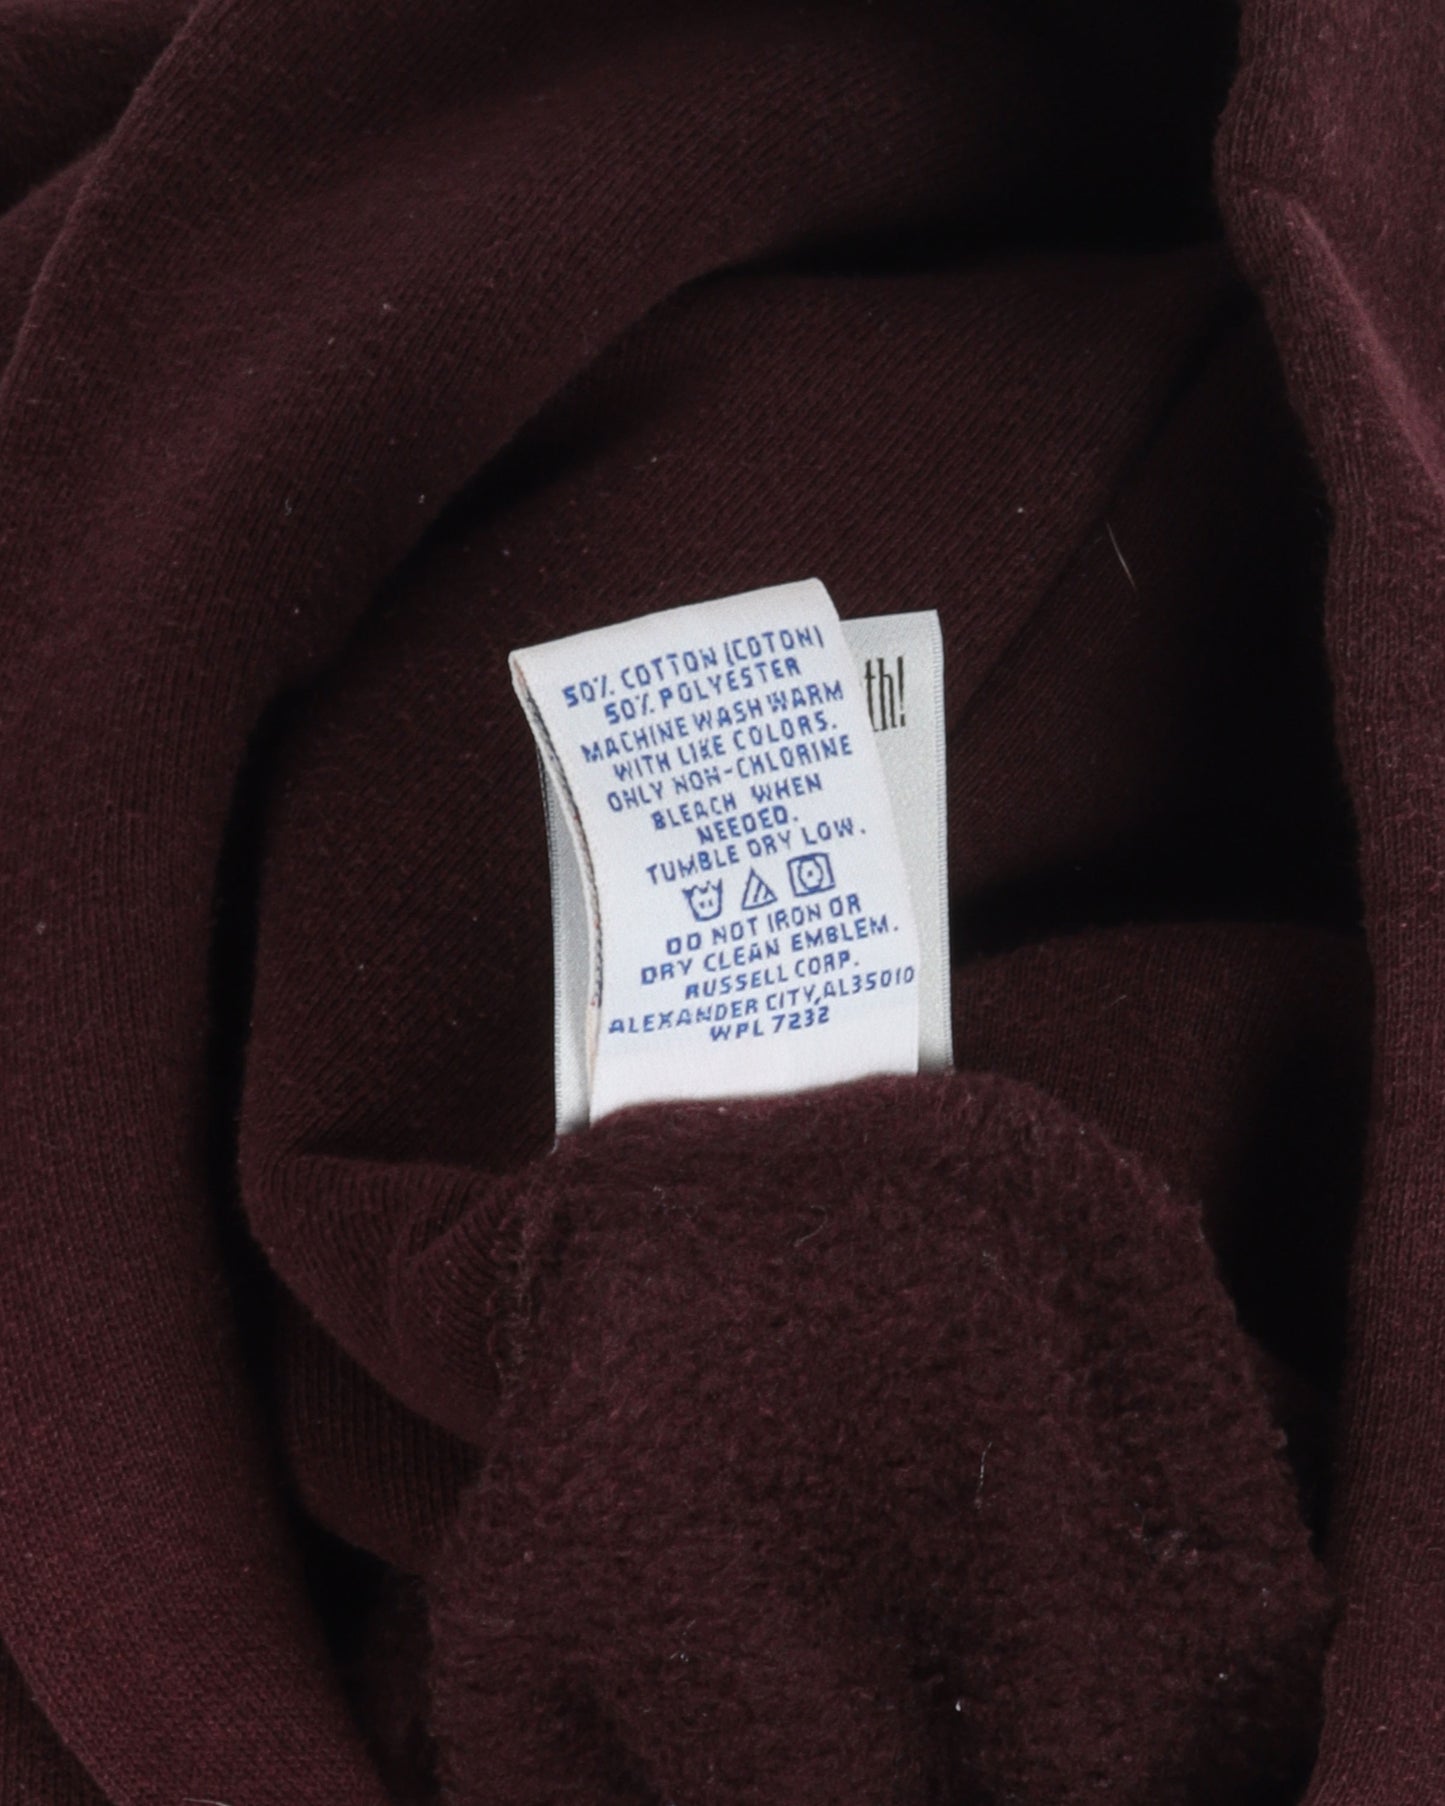 50% COTTON (COTON)
50% POLYESTER
MACHINE WASH WARM
WITH LIKE COLORS.
ONLY NON-CHLORINE
BLEACH WHEN
NEEDED.
TUMBLE DRY LOW.
DO NOT IRON OR
DRY CLEAN EMBLEM.
RUSSELL CORP.
ALEXANDER CITY, AL35010
WPL 7232
th!